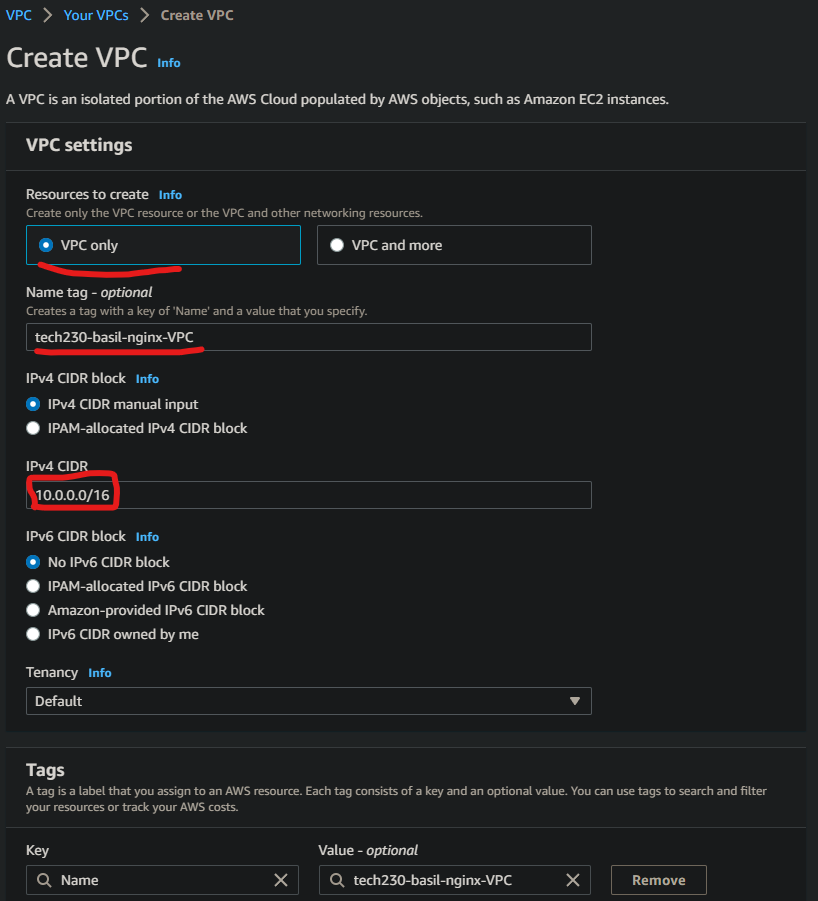 VPC > Your VPCs > Create VPC
Create VPC Info
A VPC is an isolated portion of the AWS Cloud populated by AWS objects, such as Amazon EC2 instances.
VPC settings
Resources to create Info
Create only the VPC resource or the VPC and other networking resources.
VPC only
VPC and more
Name tag - optional
Creates a tag with a key of 'Name' and a value that you specify.
tech230-basil-nginx-VPC
IPv4 CIDR block Info
IPv4 CIDR manual input
IPAM-allocated IPv4 CIDR block
IPv4 CIDR
10.0.0.0/16
IPv6 CIDR block Info
No IPv6 CIDR block
IPAM-allocated IPv6 CIDR block
Amazon-provided IPv6 CIDR block
IPv6 CIDR owned by me
Tenancy Info
Default
Tags
A tag is a label that you assign to an AWS resource. Each tag consists of a key and an optional value. You can use tags to search and filter
your resources or track your AWS costs.
Key
Value - optional
Name
tech230-basil-nginx-VPC
Remove